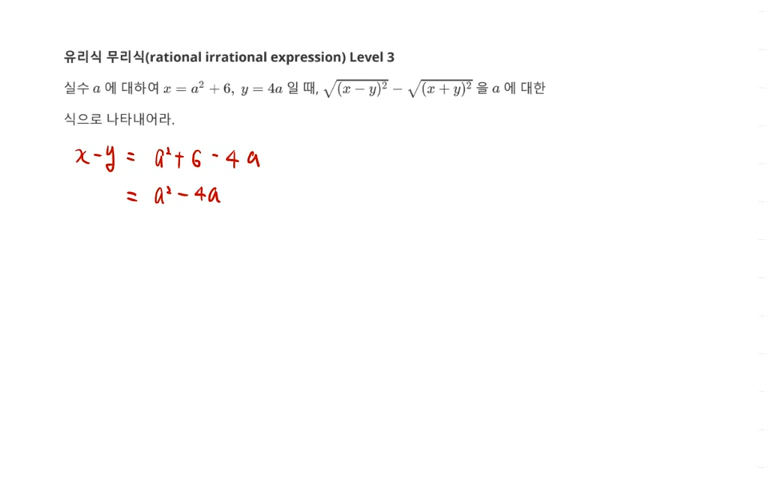 유리식 무리식(rational irrational expression) Level 3
실수 a 에 대하여 x = a² + 6, y = 4a 일 때, √(x − y)² − √(x + y)² 을 a 에 대한
식으로 나타내어라.
x - y = a² + 6 - 4a
= a² - 4a